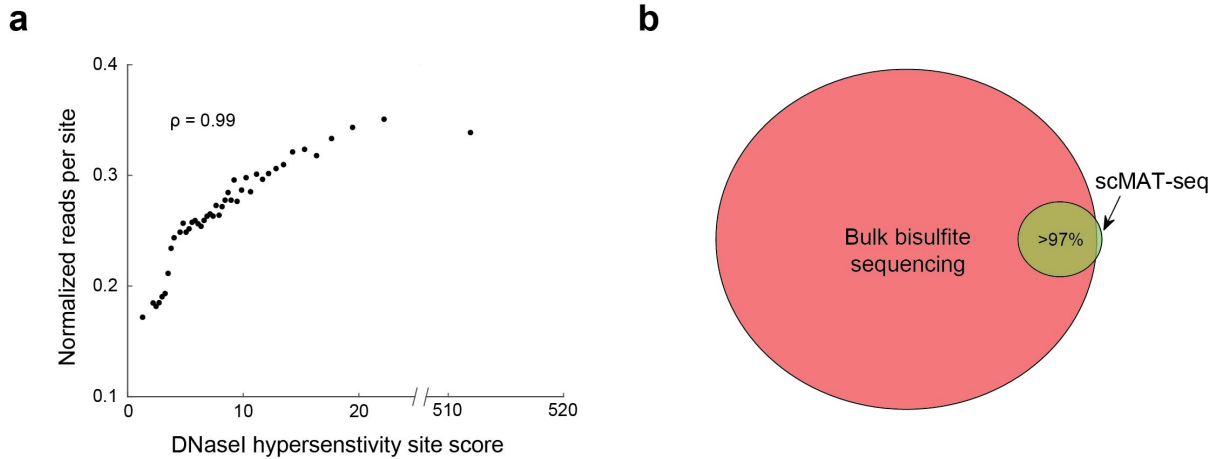 a
b
0.4
0.3
0.2
0.1
Normalized reads per site
ρ = 0.99
0
10
20
510
520
DNaseI hypersenstivity site score
Bulk bisulfite
sequencing
>97%
scMAT-seq